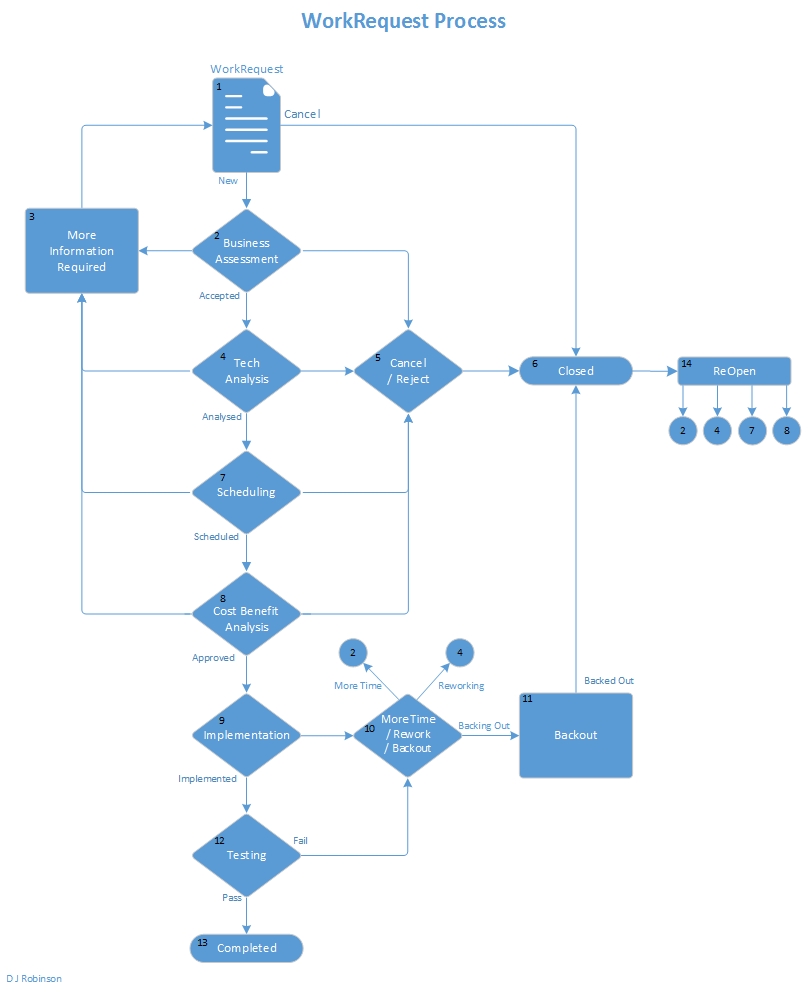 WorkRequest Process
WorkRequest
1
Cancel
New
3
More
Information
Required
2
Business
Assessment
Accepted
4
Tech
Analysis
5
Cancel
/ Reject
6
Closed
14
ReOpen
2
4
7
8
Analysed
7
Scheduling
Scheduled
8
Cost Benefit
Analysis
Approved
2
4
More Time
Reworking
9
Implementation
10
More Time
/ Rework
/ Backout
Backing Out
Backed Out
11
Backout
Implemented
12
Testing
Fail
Pass
13
Completed
D J Robinson